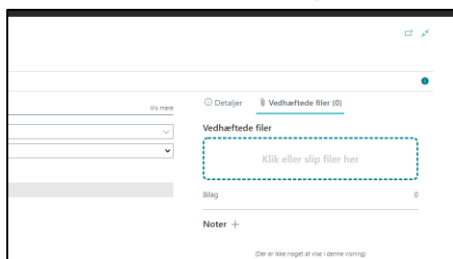 Vis mere
Detaljer
Vedhæftede filer (0)
Vedhæftede filer
Klik eller slip filer her
Bilag
0
Noter +
(Der er ikke noget at vise i denne visning)